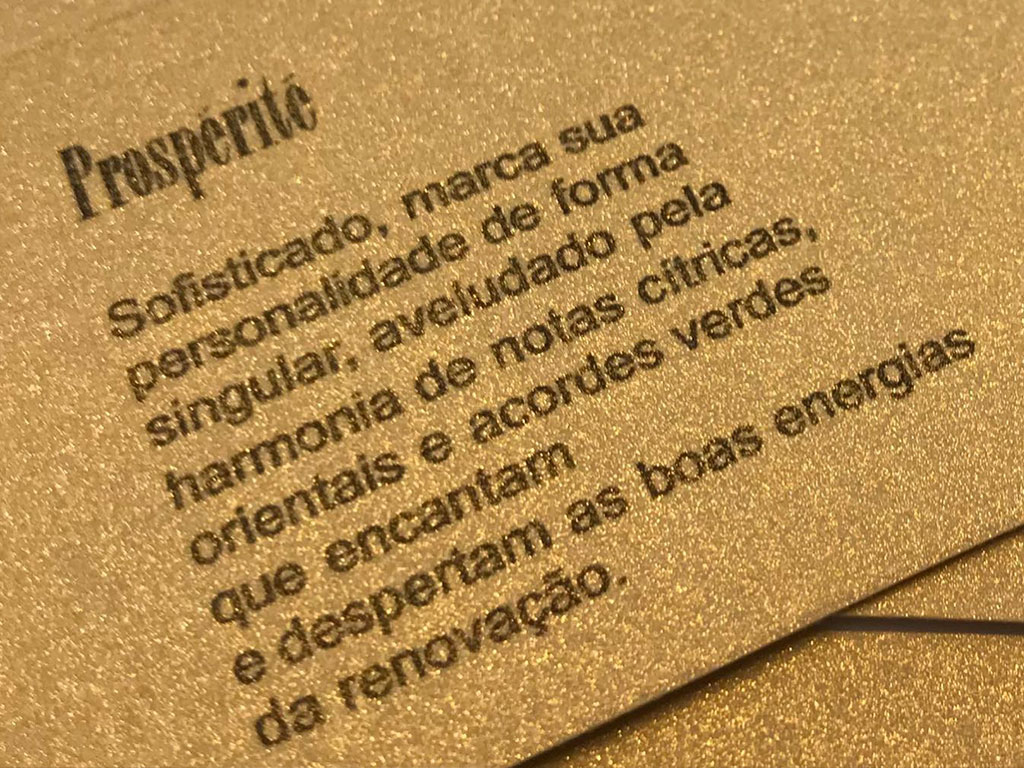 Prosperité
Sofisticado, marca sua
personalidade de forma
singular, aveludado pela
harmonia de notas cítricas,
orientais e acordes verdes
que encantam
e despertam as boas energias
da renovação.